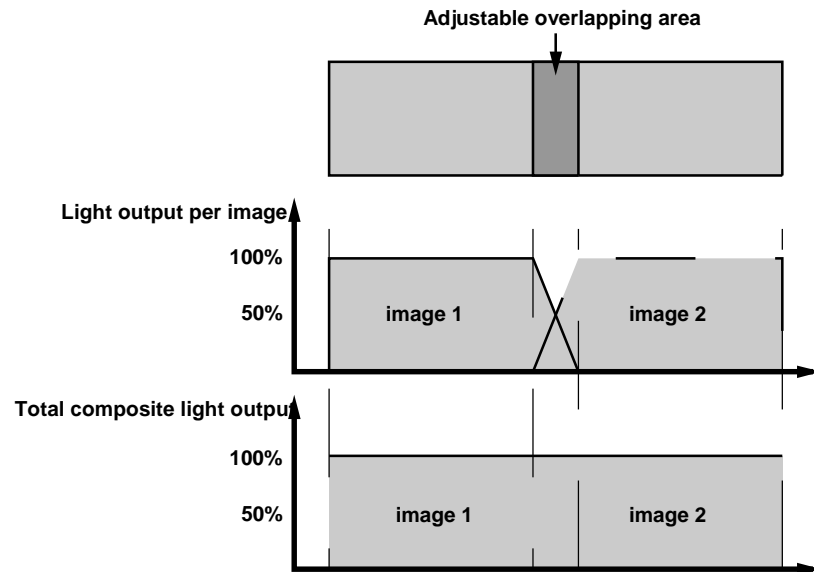 Adjustable overlapping area
Light output per image
100%
50%
image 1
image 2
Total composite light output
100%
50%
image 1
image 2